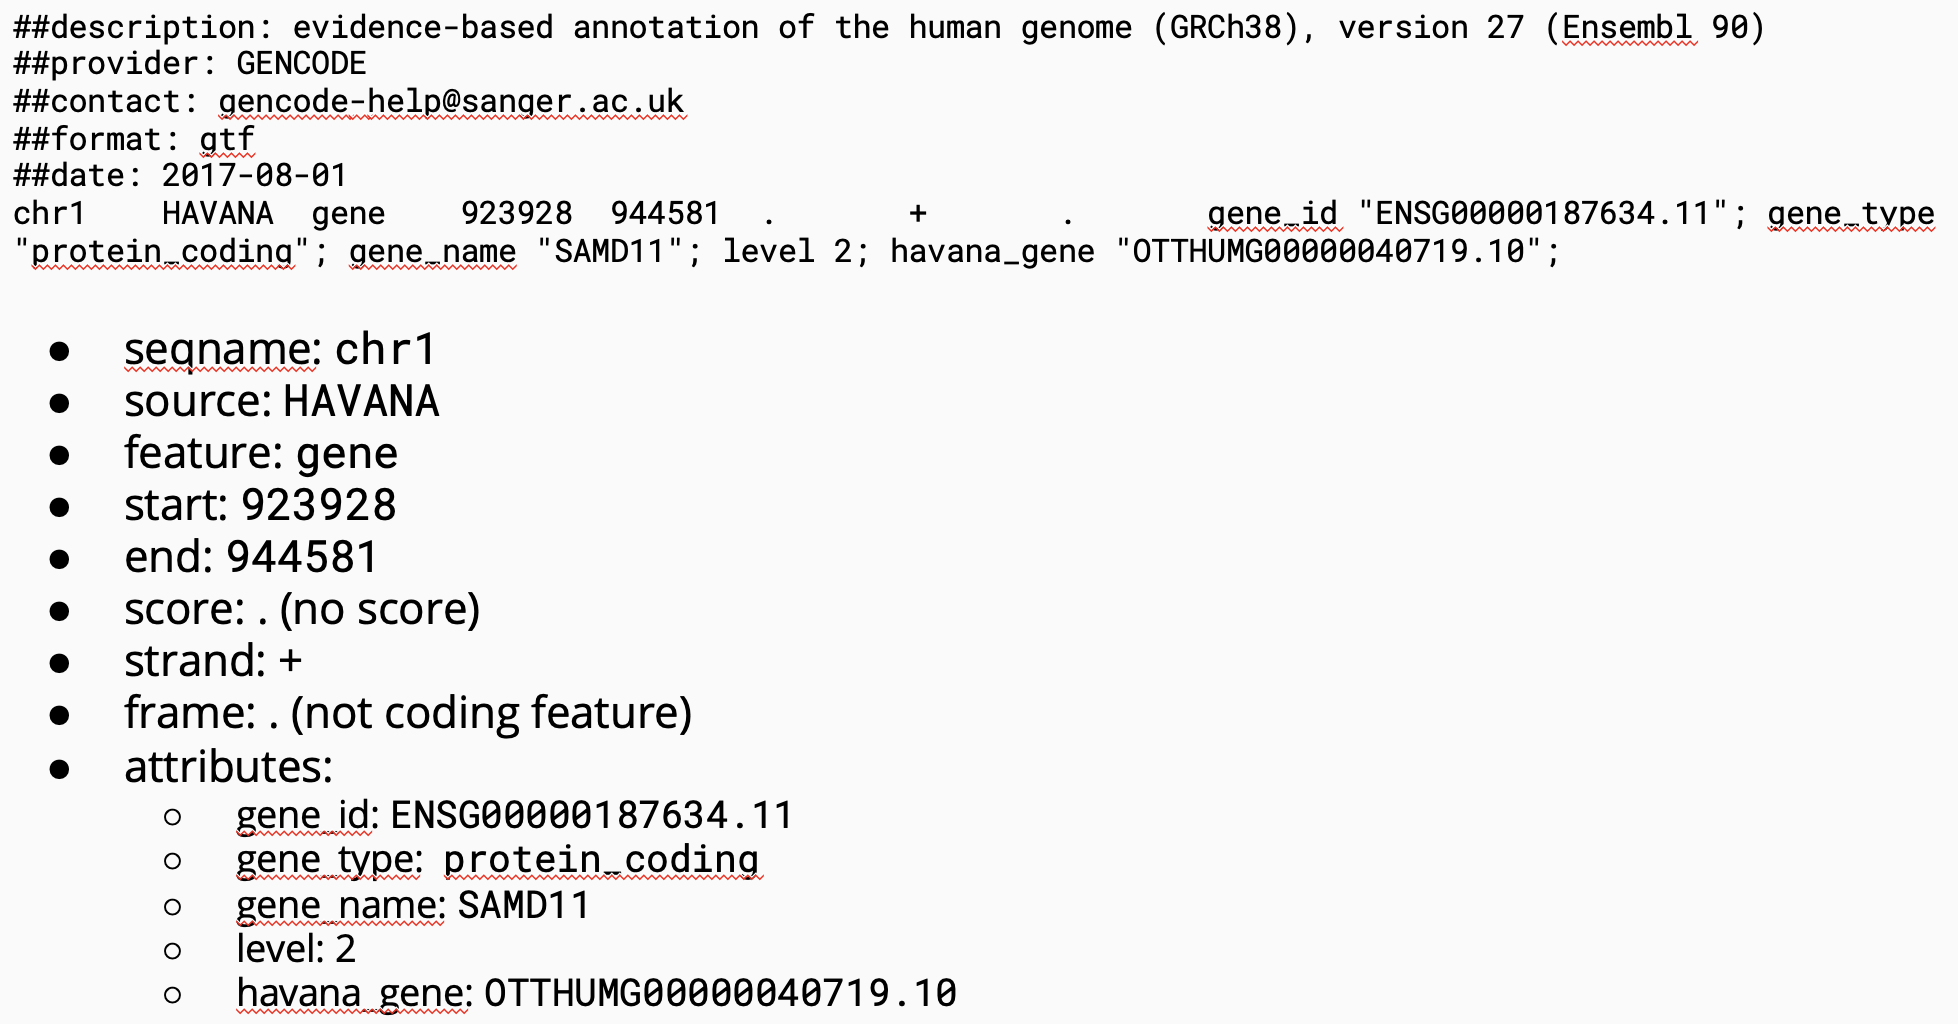 ##description: evidence-based annotation of the human genome (GRCh38), version 27 (Ensembl 90)
##provider: GENCODE
##contact: gencode-help@sanger.ac.uk
##format: gtf
##date: 2017-08-01
chr1 HAVANA gene 923928 944581 . + . gene_id "ENSG00000187634.11"; gene_type
"protein_coding"; gene_name "SAMD11"; level 2; havana_gene "OTTHUMG00000040719.10";
● seqname: chr1
● source: HAVANA
● feature: gene
● start: 923928
● end: 944581
● score: . (no score)
● strand: +
● frame: . (not coding feature)
● attributes:
○ gene_id: ENSG00000187634.11
○ gene_type: protein_coding
○ gene_name: SAMD11
○ level: 2
○ havana_gene: OTTHUMG00000040719.10